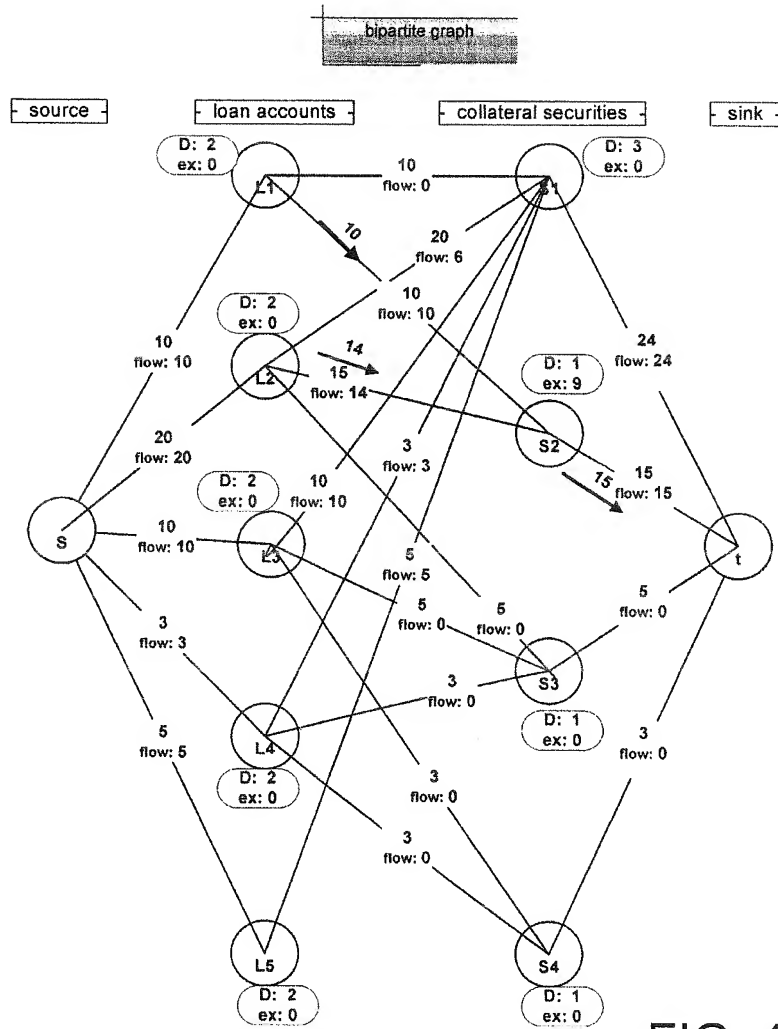 bipartite graph
source
loan accounts
collateral securities
sink
D: 2
ex: 0
L1
10
flow: 0
D: 3
ex: 0
10
20
flow: 6
10
flow: 10
D: 2
ex: 0
L2
14
15
flow: 14
10
flow: 10
24
flow: 24
D: 1
ex: 9
S2
20
flow: 20
3
flow: 3
15
15
flow: 15
D: 2
ex: 0
10
flow: 10
S
10
flow: 10
L3
t
5
flow: 5
5
flow: 0
5
flow: 0
5
flow: 0
3
flow: 3
S3
3
flow: 0
D: 1
ex: 0
5
flow: 5
L4
D: 2
ex: 0
3
flow: 0
3
flow: 0
3
flow: 0
L5
D: 2
ex: 0
S4
D: 1
ex: 0